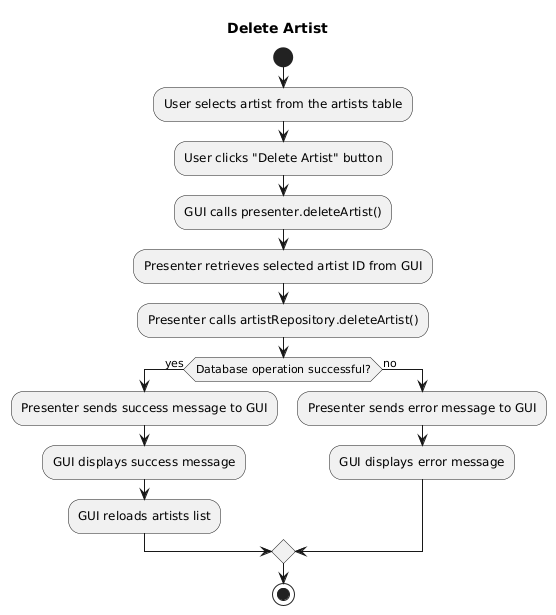 Delete Artist
User selects artist from the artists table
User clicks "Delete Artist" button
GUI calls presenter.deleteArtist()
Presenter retrieves selected artist ID from GUI
Presenter calls artistRepository.deleteArtist()
yes
Database operation successful?
no
Presenter sends success message to GUI
Presenter sends error message to GUI
GUI displays success message
GUI displays error message
GUI reloads artists list